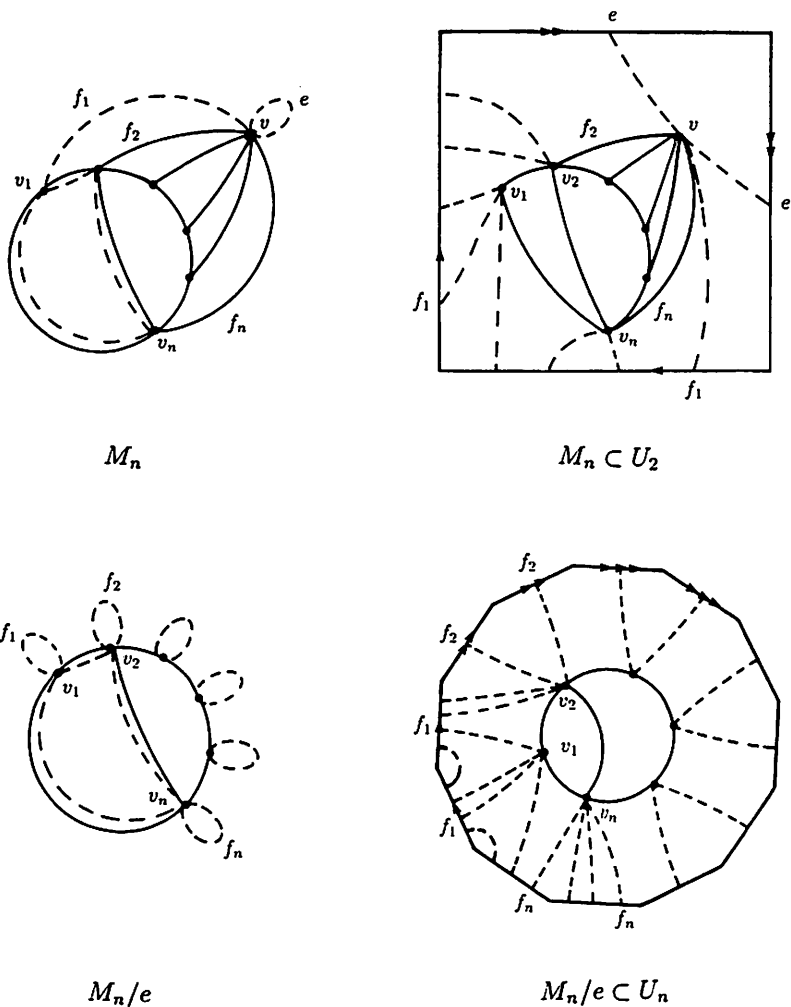 f₁
f₂
v
e
v₁
vₙ
fₙ
Mₙ
e
f₂
v
v₂
v₁
e
f₁
fₙ
vₙ
f₁
Mₙ ⊂ U₂
f₂
f₁
v₂
v₁
vₙ
fₙ
Mₙ/e
f₂
f₂
v₂
f₁
v₁
vₙ
f₁
fₙ
fₙ
Mₙ/e ⊂ Uₙ